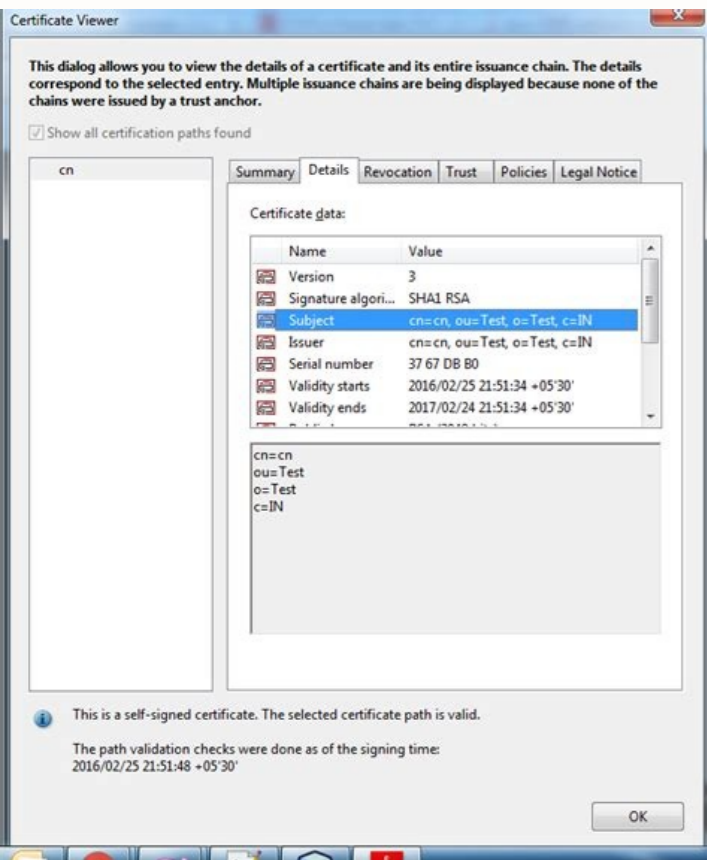 Certificate Viewer
x
This dialog allows you to view the details of a certificate and its entire issuance chain. The details
correspond to the selected entry. Multiple issuance chains are being displayed because none of the
chains were issued by a trust anchor.
Show all certification paths found
cn
Summary Details Revocation Trust Policies Legal Notice
Certificate data:
Name Value
Version 3
Signature algori... SHA1 RSA
Subject cn=cn, ou=Test, o=Test, c=IN
Issuer cn=cn, ou=Test, o=Test, c=IN
Serial number 37 67 DB B0
Validity starts 2016/02/25 21:51:34 +05'30'
Validity ends 2017/02/24 21:51:34 +05'30'
cn=cn
ou=Test
o=Test
c=IN
This is a self-signed certificate. The selected certificate path is valid.
The path validation checks were done as of the signing time:
2016/02/25 21:51:48 +05'30'
OK